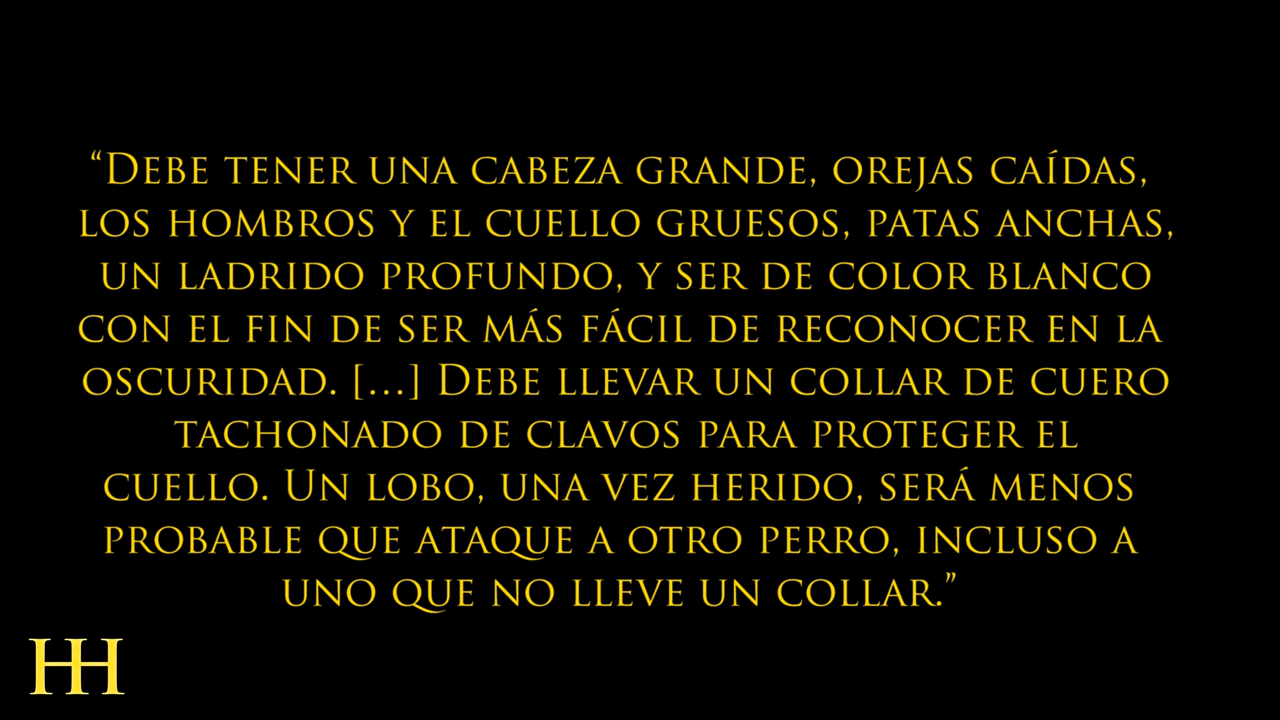 “Debe tener una cabeza grande, orejas caídas,
los hombros y el cuello gruesos, patas anchas,
un ladrido profundo, y ser de color blanco
con el fin de ser más fácil de reconocer en la
oscuridad. […] Debe llevar un collar de cuero
tachonado de clavos para proteger el
cuello. Un lobo, una vez herido, será menos
probable que ataque a otro perro, incluso a
uno que no lleve un collar.”
HH